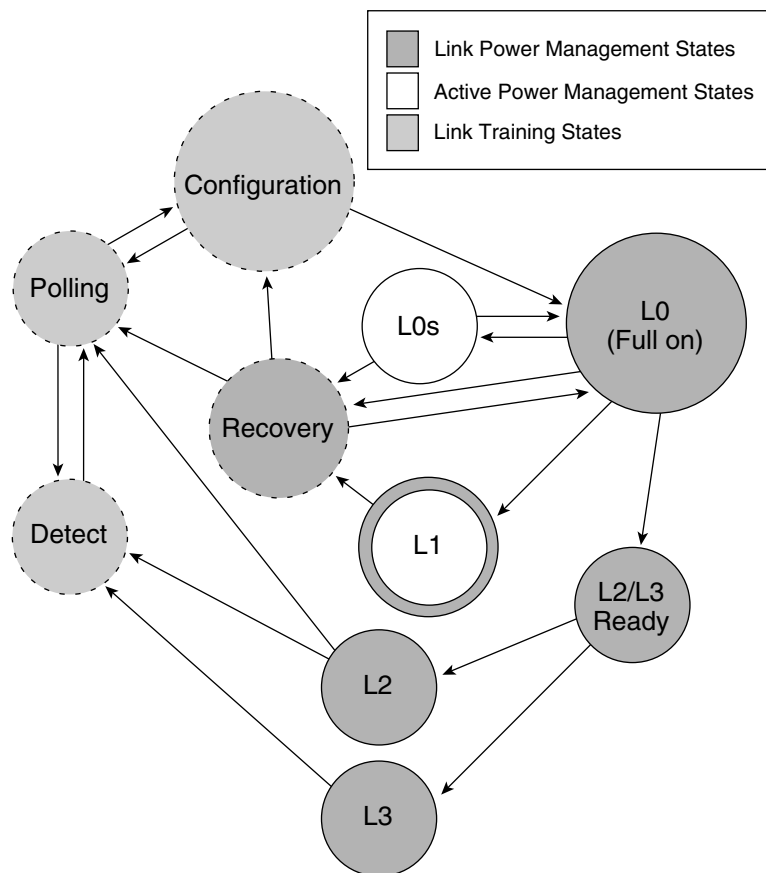 Link Power Management States
Active Power Management States
Link Training States
Configuration
Polling
L0s
L0
(Full on)
Recovery
Detect
L1
L2/L3
Ready
L2
L3